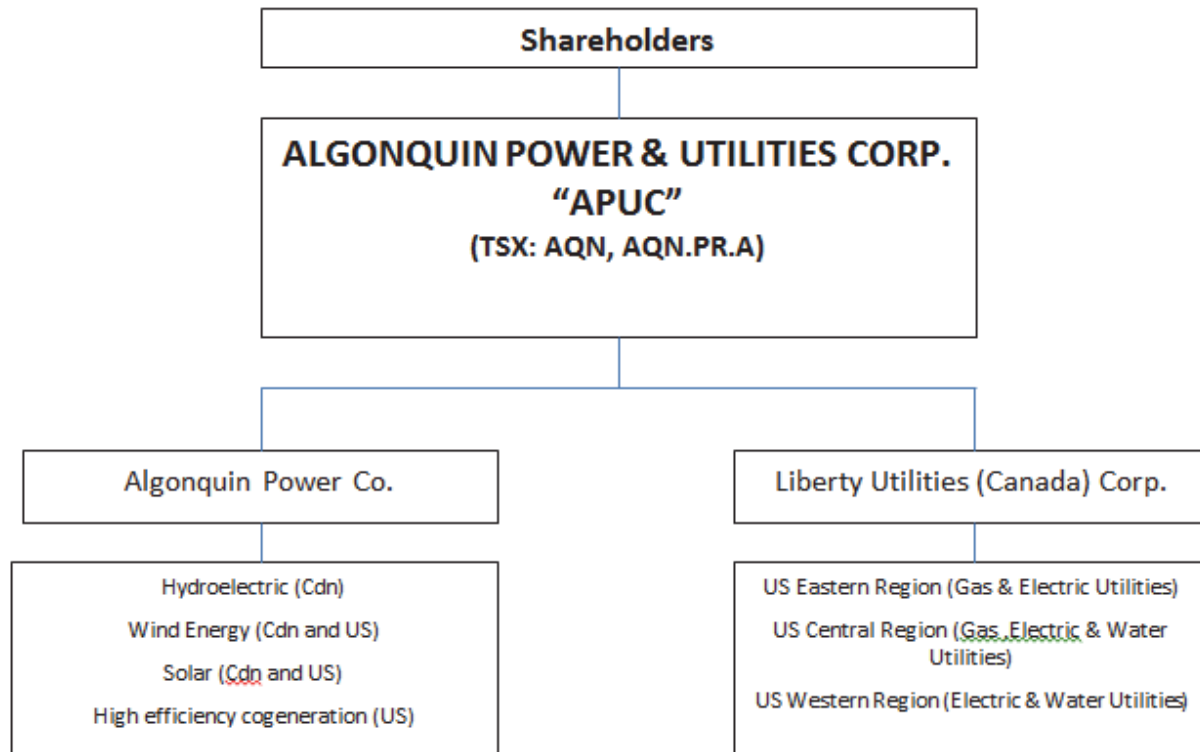 Shareholders
ALGONQUIN POWER & UTILITIES CORP.
“APUC”
(TSX: AQN, AQN.PR.A)
Algonquin Power Co.
Liberty Utilities (Canada) Corp.
Hydroelectric (Cdn)
Wind Energy (Cdn and US)
Solar (Cdn and US)
High efficiency cogeneration (US)
US Eastern Region (Gas & Electric Utilities)
US Central Region (Gas ,Electric & Water
Utilities)
US Western Region (Electric & Water Utilities)